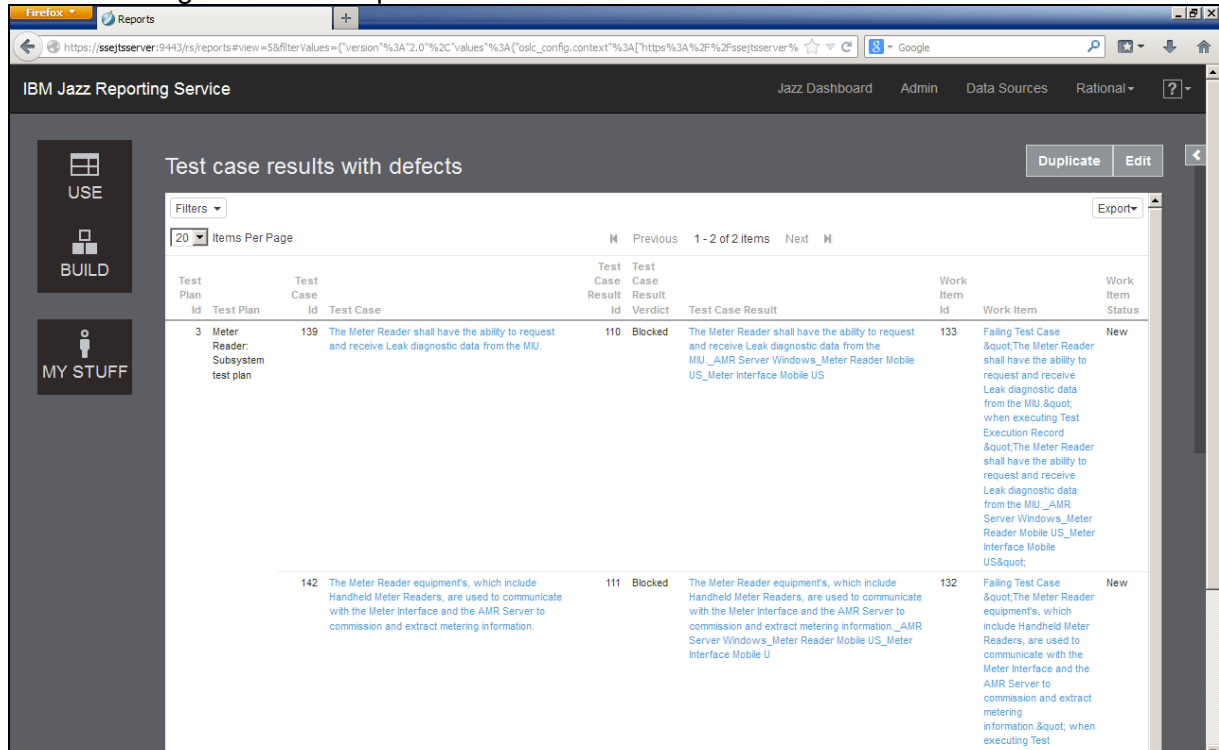 Firefox
Reports
+
https://ssejtsserver:9443/rs/reports#view=5&filterValues={"version"%3A"2.0"%2C"values"%3A{"oslc_config.context"%3A["https%3A%2F%2Fssejtsserver%
Google
IBM Jazz Reporting Service
Jazz Dashboard Admin Data Sources Rational ?
USE
BUILD
MY STUFF
Test case results with defects
Duplicate Edit
Filters
Export
20 Items Per Page
Previous 1 - 2 of 2 items Next
Test Plan Id
Test Plan
Test Case Id
Test Case
Test Case Result Id
Test Case Result Verdict
Test Case Result
Work Item Id
Work Item
Work Item Status
3
Meter
Reader:
Subsystem
test plan
139
The Meter Reader shall have the ability to request
and receive Leak diagnostic data from the MIU.
110
Blocked
The Meter Reader shall have the ability to request
and receive Leak diagnostic data from the
MIU._AMR Server Windows_Meter Reader Mobile
US_Meter Interface Mobile US
133
Failing Test Case
&quot;The Meter Reader
shall have the ability to
request and receive
Leak diagnostic data
from the MIU.&quot;
when executing Test
Execution Record
&quot;The Meter Reader
shall have the ability to
request and receive
Leak diagnostic data
from the MIU._AMR
Server Windows_Meter
Reader Mobile US_Meter
Interface Mobile
US&quot;
New
142
The Meter Reader equipment's, which include
Handheld Meter Readers, are used to communicate
with the Meter Interface and the AMR Server to
commission and extract metering information.
111
Blocked
The Meter Reader equipment's, which include
Handheld Meter Readers, are used to communicate
with the Meter Interface and the AMR Server to
commission and extract metering information._AMR
Server Windows_Meter Reader Mobile US_Meter
Interface Mobile U
132
Failing Test Case
&quot;The Meter Reader
equipment's, which
include Handheld Meter
Readers, are used to
communicate with the
Meter Interface and the
AMR Server to
commission and extract
metering
information.&quot; when
executing Test
New